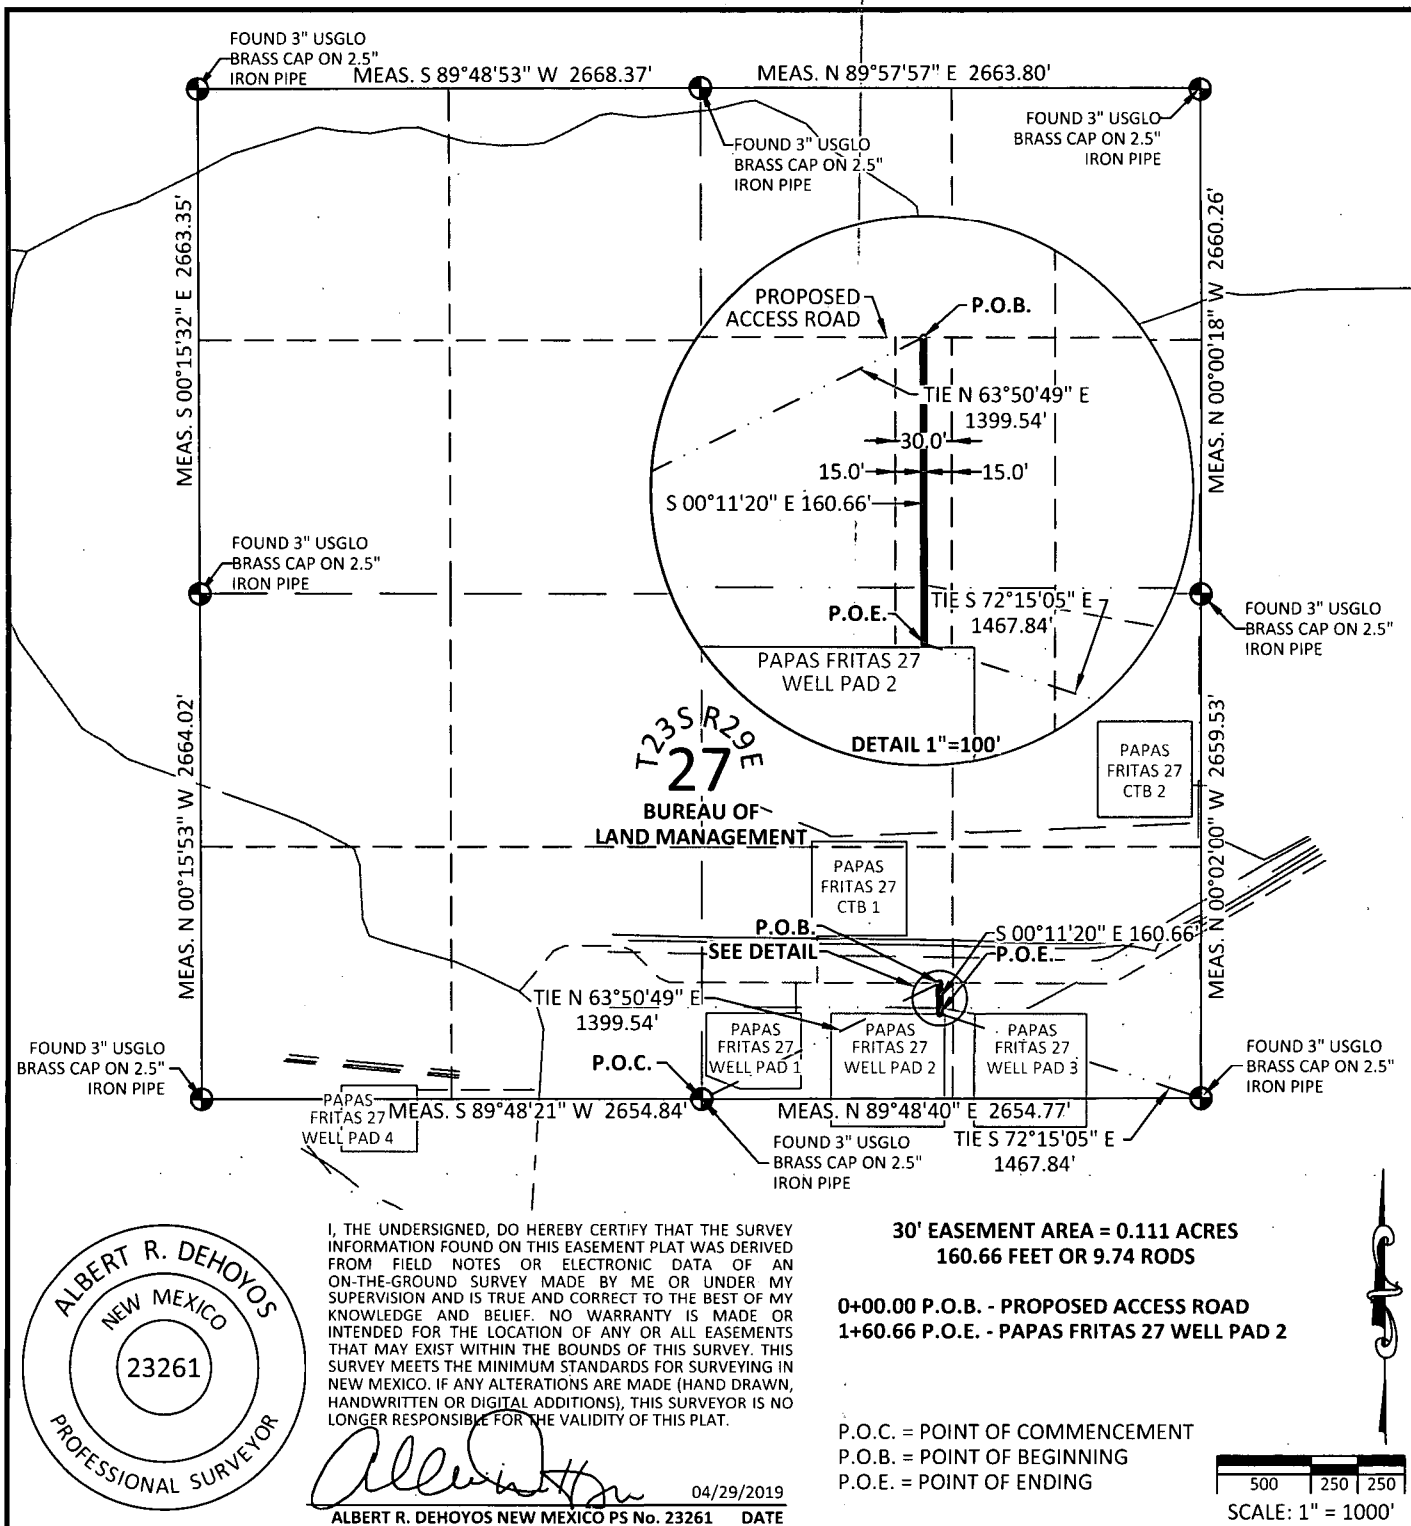 FOUND 3" USGLO
BRASS CAP ON 2.5"
IRON PIPE
MEAS. S 89°48'53" W 2668.37'
MEAS. N 89°57'57" E 2663.80'
FOUND 3" USGLO
BRASS CAP ON 2.5"
IRON PIPE
FOUND 3" USGLO
BRASS CAP ON 2.5"
IRON PIPE
MEAS. S 00°15'32" E 2663.35'
MEAS. N 00°00'18" W 2660.26'
PROPOSED
ACCESS ROAD
P.O.B.
TIE N 63°50'49" E
1399.54'
30.0'
15.0'
15.0'
S 00°11'20" E 160.66'
FOUND 3" USGLO
BRASS CAP ON 2.5"
IRON PIPE
TIE S 72°15'05" E
1467.84'
P.O.E.
FOUND 3" USGLO
BRASS CAP ON 2.5"
IRON PIPE
PAPAS FRITAS 27
WELL PAD 2
DETAIL 1"=100'
MEAS. N 00°15'53" W 2664.02'
MEAS. N 00°02'00" W 2659.53'
T23S R29E
27
BUREAU OF
LAND MANAGEMENT
PAPAS
FRITAS 27
CTB 2
PAPAS
FRITAS 27
CTB 1
P.O.B.
SEE DETAIL
S 00°11'20" E 160.66'
P.O.E.
TIE N 63°50'49" E
1399.54'
PAPAS
FRITAS 27
WELL PAD 1
PAPAS
FRITAS 27
WELL PAD 2
PAPAS
FRITAS 27
WELL PAD 3
P.O.C.
FOUND 3" USGLO
BRASS CAP ON 2.5"
IRON PIPE
FOUND 3" USGLO
BRASS CAP ON 2.5"
IRON PIPE
PAPAS
FRITAS 27
WELL PAD 4
MEAS. S 89°48'21" W 2654.84'
MEAS. N 89°48'40" E 2654.77'
FOUND 3" USGLO
BRASS CAP ON 2.5"
IRON PIPE
TIE S 72°15'05" E
1467.84'
ALBERT R. DEHOYOS
NEW MEXICO
23261
PROFESSIONAL SURVEYOR
I, THE UNDERSIGNED, DO HEREBY CERTIFY THAT THE SURVEY
INFORMATION FOUND ON THIS EASEMENT PLAT WAS DERIVED
FROM FIELD NOTES OR ELECTRONIC DATA OF AN
ON-THE-GROUND SURVEY MADE BY ME OR UNDER MY
SUPERVISION AND IS TRUE AND CORRECT TO THE BEST OF MY
KNOWLEDGE AND BELIEF. NO WARRANTY IS MADE OR
INTENDED FOR THE LOCATION OF ANY OR ALL EASEMENTS
THAT MAY EXIST WITHIN THE BOUNDS OF THIS SURVEY. THIS
SURVEY MEETS THE MINIMUM STANDARDS FOR SURVEYING IN
NEW MEXICO. IF ANY ALTERATIONS ARE MADE (HAND DRAWN,
HANDWRITTEN OR DIGITAL ADDITIONS), THIS SURVEYOR IS NO
LONGER RESPONSIBLE FOR THE VALIDITY OF THIS PLAT.
04/29/2019
ALBERT R. DEHOYOS NEW MEXICO PS No. 23261 DATE
30' EASEMENT AREA = 0.111 ACRES
160.66 FEET OR 9.74 RODS
0+00.00 P.O.B. - PROPOSED ACCESS ROAD
1+60.66 P.O.E. - PAPAS FRITAS 27 WELL PAD 2
P.O.C. = POINT OF COMMENCEMENT
P.O.B. = POINT OF BEGINNING
P.O.E. = POINT OF ENDING
500 250 250
SCALE: 1" = 1000'